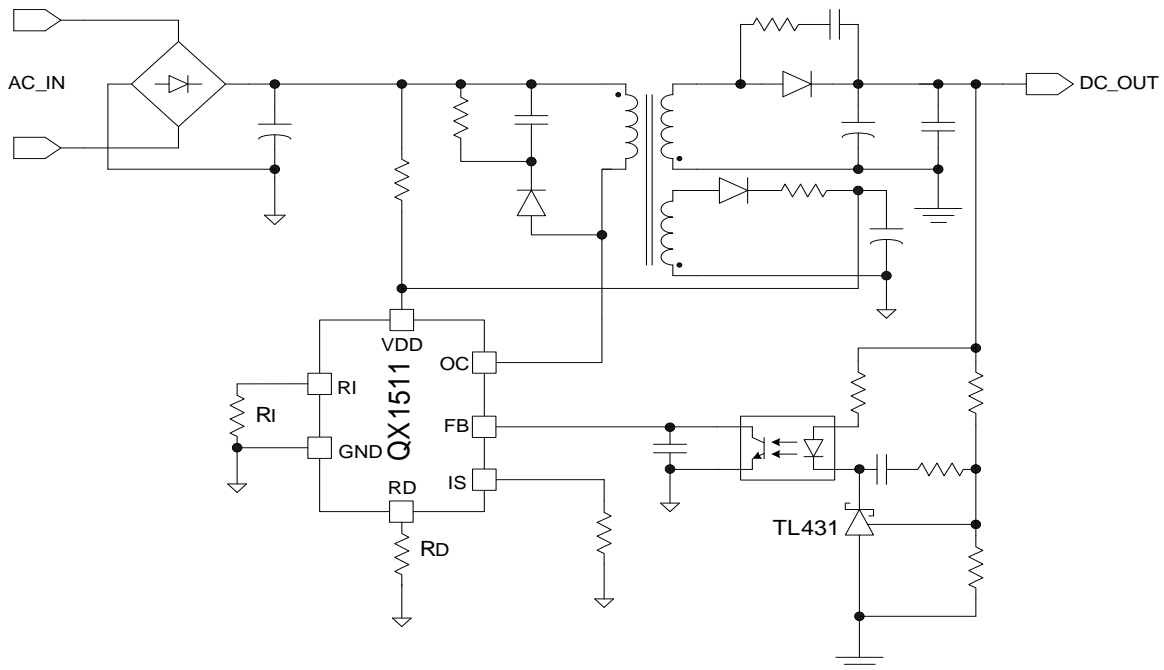 AC_IN
DC_OUT
VDD
OC
RI
RI
QX1511
FB
GND
IS
RD
RD
TL431